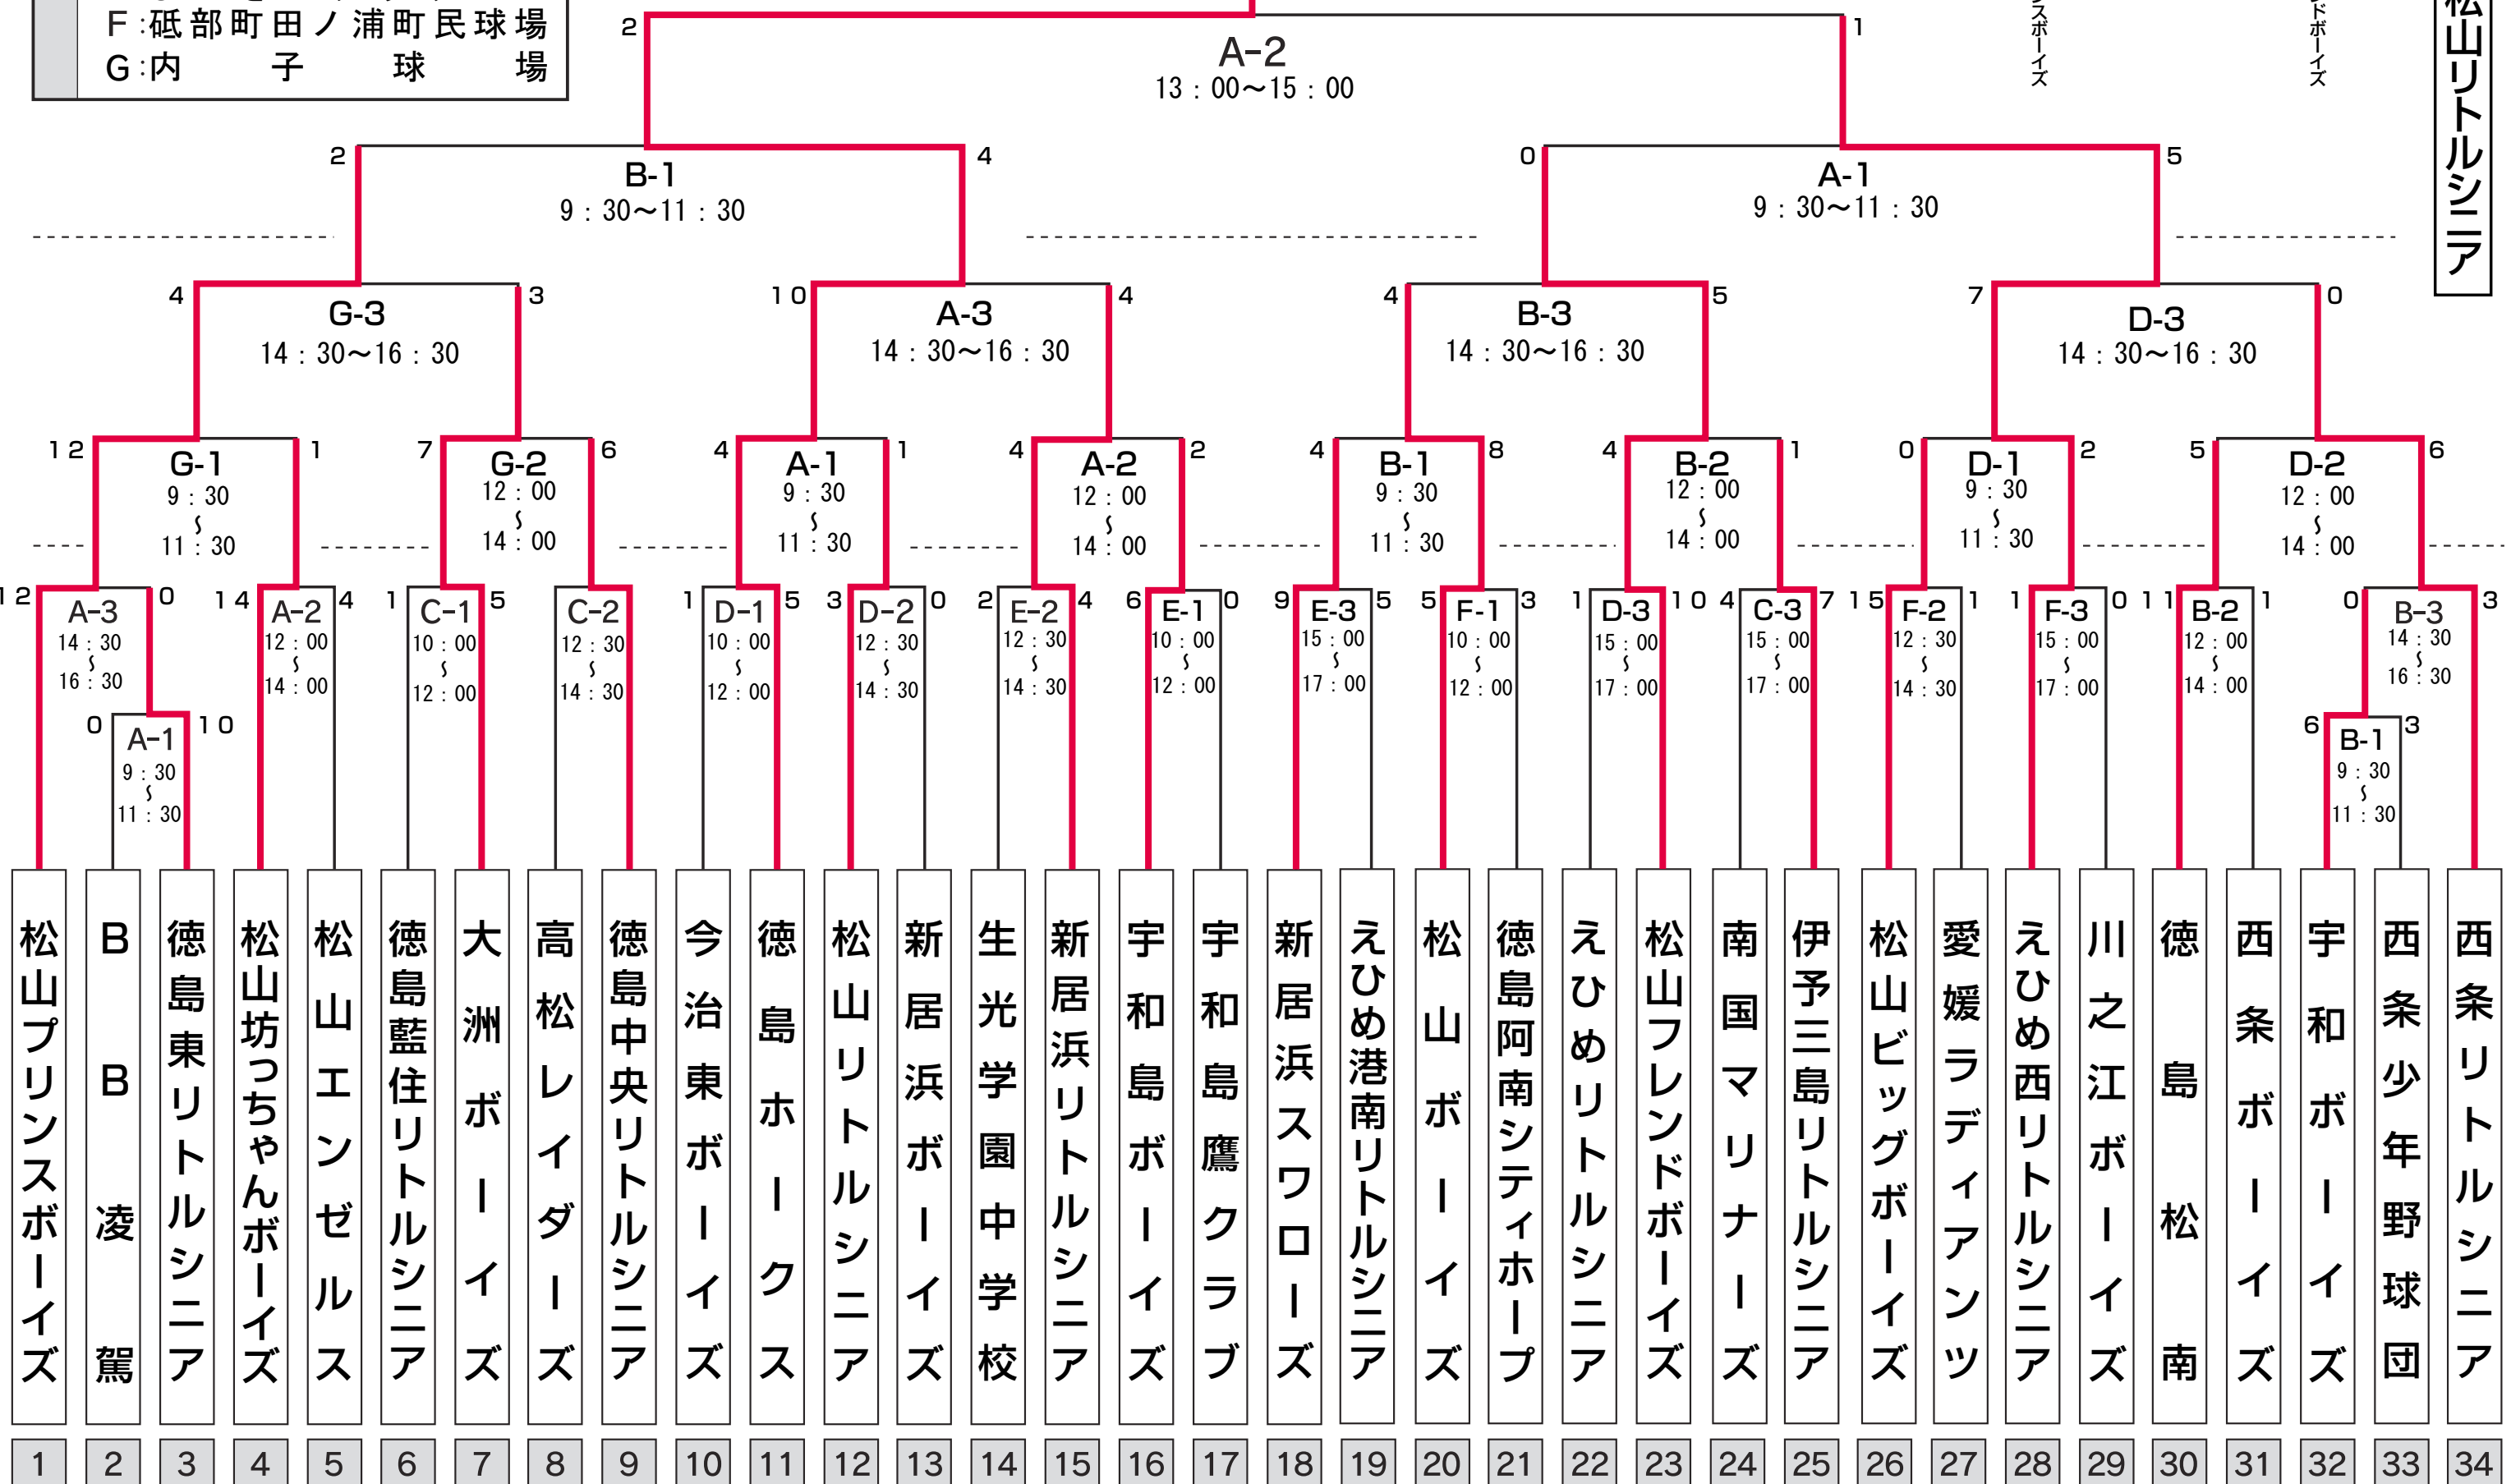 F:砥部町田ノ浦町民球場
G:内子球場
スボーイズ
ドボーイズ
松山リトルシニア
2 1
A-2
13:00～15:00
2 4 0 5
B-1
9:30～11:30
A-1
9:30～11:30
4 3 10 4 4 5 7 0
G-3
14:30～16:30
A-3
14:30～16:30
B-3
14:30～16:30
D-3
14:30～16:30
12 1
G-1
9:30
～
11:30
7 6
G-2
12:00
～
14:00
4 1
A-1
9:30
～
11:30
4 2
A-2
12:00
～
14:00
4 8
B-1
9:30
～
11:30
4 1
B-2
12:00
～
14:00
0 2
D-1
9:30
～
11:30
5 6
D-2
12:00
～
14:00
12 0
A-3
14:30
～
16:30
14 4
A-2
12:00
～
14:00
1 5
C-1
10:00
～
12:00
C-2
12:30
～
14:30
1 5
D-1
10:00
～
12:00
3 0
D-2
12:30
～
14:30
2 4
E-2
12:30
～
14:30
6 0
E-1
10:00
～
12:00
9 5
E-3
15:00
～
17:00
5 3
F-1
10:00
～
12:00
1 10
D-3
15:00
～
17:00
4 7
C-3
15:00
～
17:00
15 1
F-2
12:30
～
14:30
1 0
F-3
15:00
～
17:00
11 1
B-2
12:00
～
14:00
0 3
B-3
14:30
～
16:30
0 10
A-1
9:30
～
11:30
6 3
B-1
9:30
～
11:30
松山プリンスボーイズ
BB凌駕
徳島東リトルシニア
松山坊っちゃんボーイズ
松山エンゼルス
徳島藍住リトルシニア
大洲ボーイズ
高松レイダーズ
徳島中央リトルシニア
今治東ボーイズ
徳島ホークス
松山リトルシニア
新居浜ボーイズ
生光学園中学校
新居浜リトルシニア
宇和島ボーイズ
宇和島鷹クラブ
新居浜スワローズ
えひめ港南リトルシニア
松山ボーイズ
徳島阿南シティホープ
えひめリトルシニア
松山フレンドボーイズ
南国マリナーズ
伊予三島リトルシニア
松山ビッグボーイズ
愛媛ラディアンツ
えひめ西リトルシニア
川之江ボーイズ
徳島松南
西条ボーイズ
宇和ボーイズ
西条少年野球団
西条リトルシニア
1 2 3 4 5 6 7 8 9 10 11 12 13 14 15 16 17 18 19 20 21 22 23 24 25 26 27 28 29 30 31 32 33 34